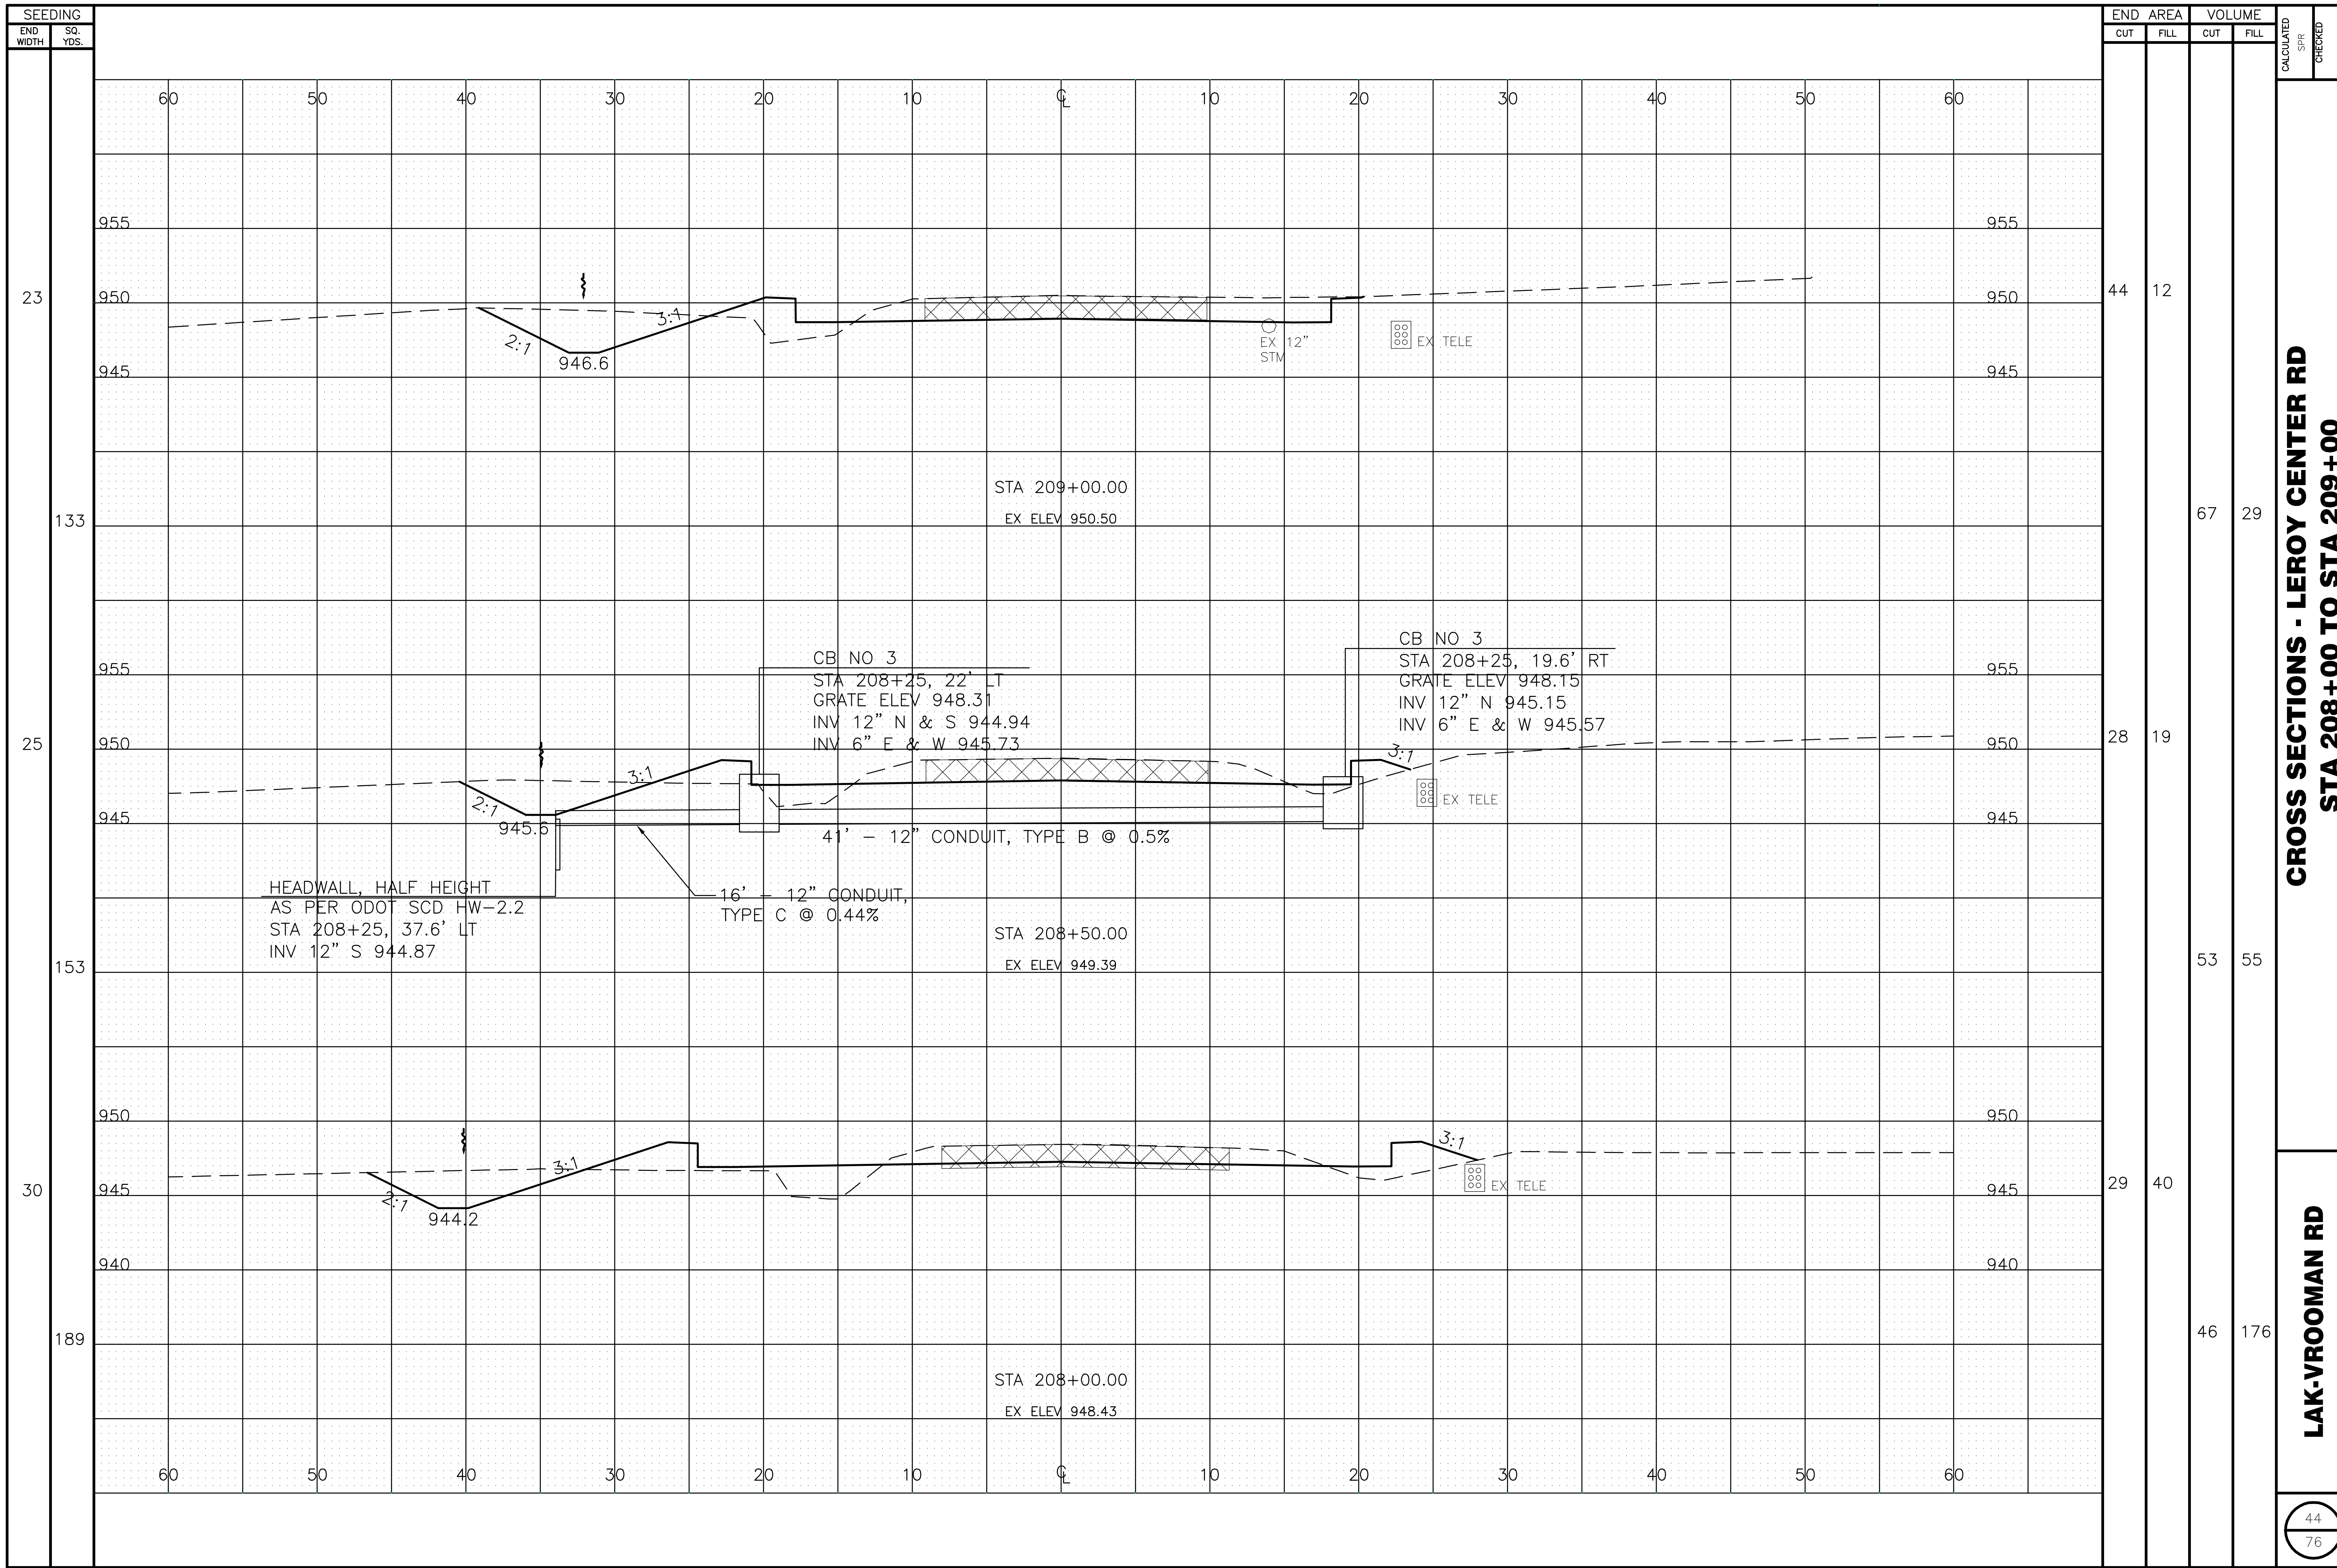 SEEDING
END WIDTH
SQ. YDS.
END AREA
VOLUME
CUT
FILL
CUT
FILL
CALCULATED
SPR
CHECKED
60
50
40
30
20
10
℄
10
20
30
40
50
60
955
955
23
950
950
44
12
3:1
2:1
946.6
EX 12"
STM
EX TELE
945
945
STA 209+00.00
EX ELEV 950.50
133
67
29
CB NO 3
STA 208+25, 22' LT
GRATE ELEV 948.31
INV 12" N & S 944.94
INV 6" E & W 945.73
CB NO 3
STA 208+25, 19.6' RT
GRATE ELEV 948.15
INV 12" N 945.15
INV 6" E & W 945.57
955
955
25
950
950
28
19
3:1
3:1
2:1
EX TELE
945
945.6
945
41' - 12" CONDUIT, TYPE B @ 0.5%
HEADWALL, HALF HEIGHT
AS PER ODOT SCD HW-2.2
STA 208+25, 37.6' LT
INV 12" S 944.87
16' - 12" CONDUIT,
TYPE C @ 0.44%
STA 208+50.00
EX ELEV 949.39
153
53
55
950
950
3:1
3:1
30
945
945
29
40
2:1
EX TELE
944.2
940
940
189
46
176
STA 208+00.00
EX ELEV 948.43
60
50
40
30
20
10
℄
10
20
30
40
50
60
CROSS SECTIONS - LEROY CENTER RD
STA 208+00 TO STA 209+00
LAK-VROOMAN RD
44
76